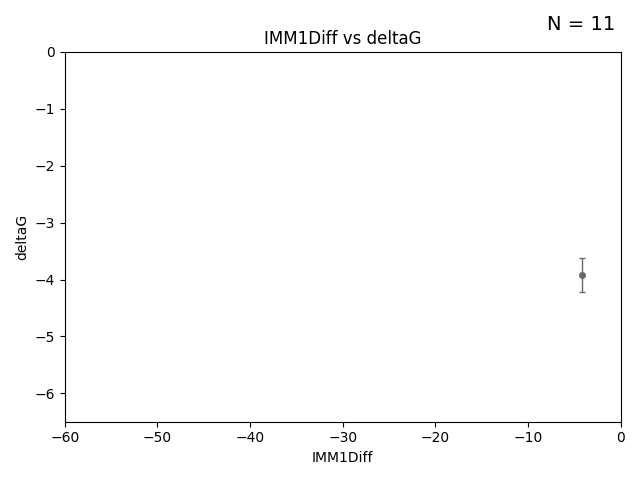 N = 11
IMM1Diff vs deltaG
0
−1
−2
−3
−4
−5
−6
deltaG
−60 −50 −40 −30 −20 −10 0
IMM1Diff